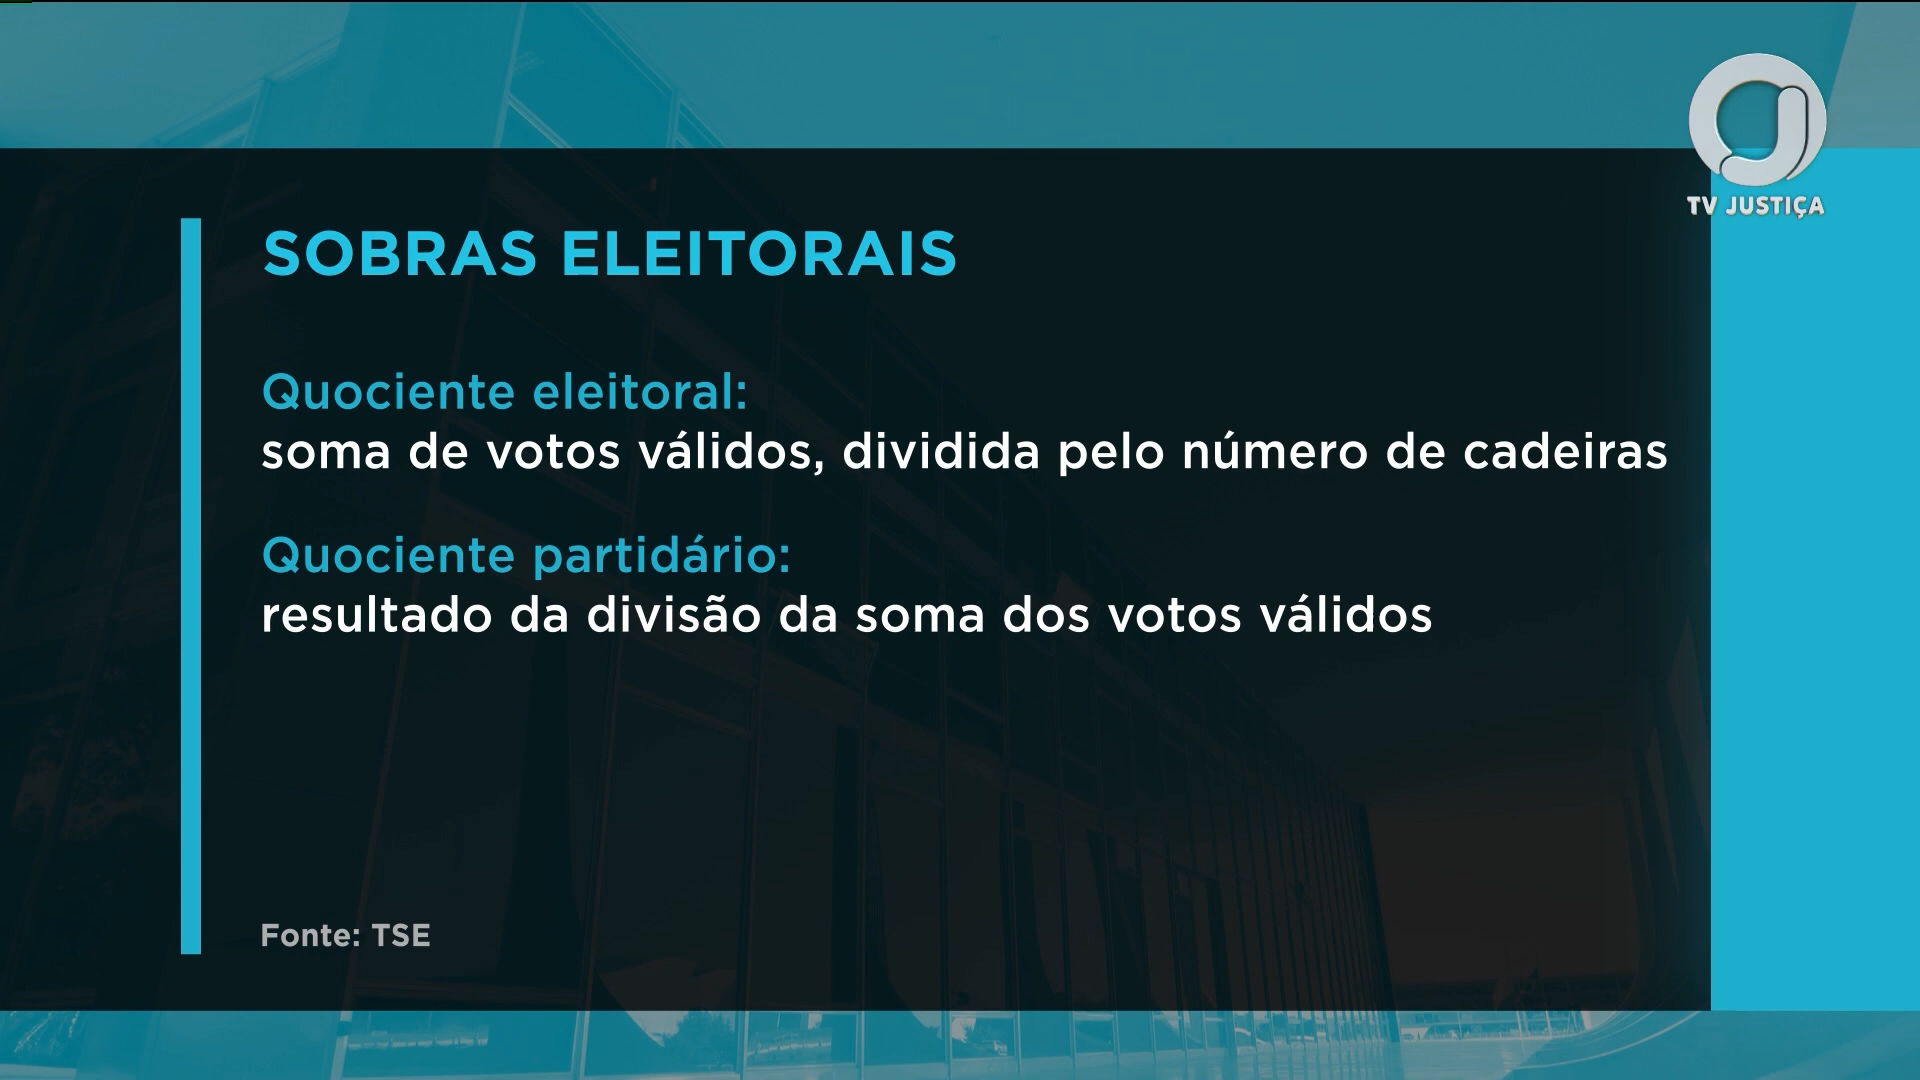 TV JUSTIÇA
SOBRAS ELEITORAIS
Quociente eleitoral:
soma de votos válidos, dividida pelo número de cadeiras
Quociente partidário:
resultado da divisão da soma dos votos válidos
Fonte: TSE